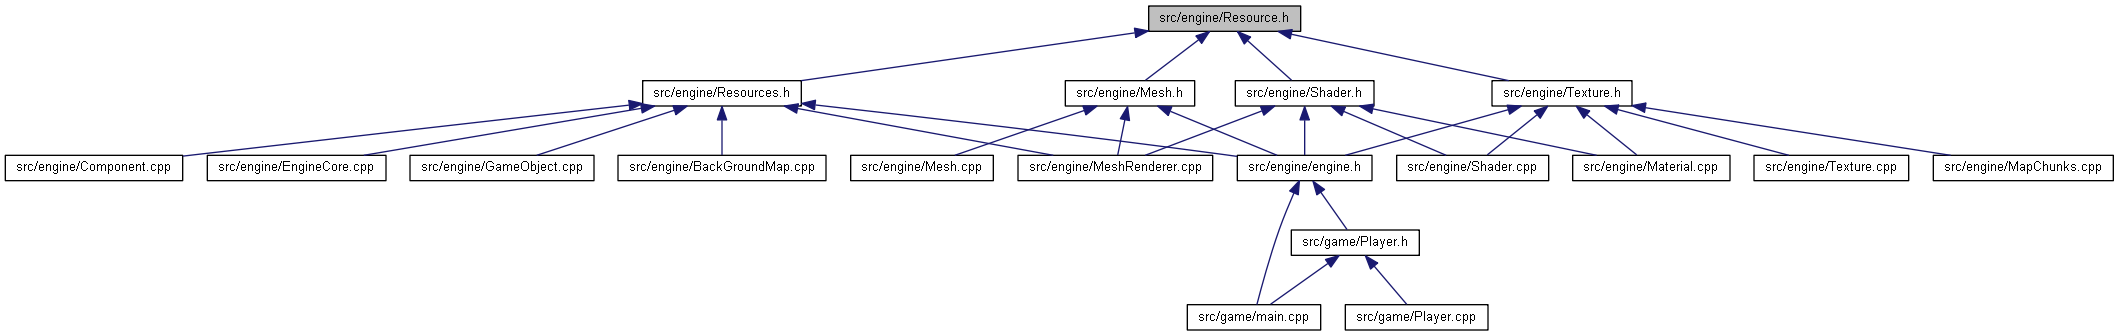 src/engine/Resource.h
src/engine/Resources.h
src/engine/Mesh.h
src/engine/Shader.h
src/engine/Texture.h
src/engine/Component.cpp
src/engine/EngineCore.cpp
src/engine/GameObject.cpp
src/engine/BackGroundMap.cpp
src/engine/Mesh.cpp
src/engine/MeshRenderer.cpp
src/engine/engine.h
src/engine/Shader.cpp
src/engine/Material.cpp
src/engine/Texture.cpp
src/engine/MapChunks.cpp
src/game/Player.h
src/game/main.cpp
src/game/Player.cpp